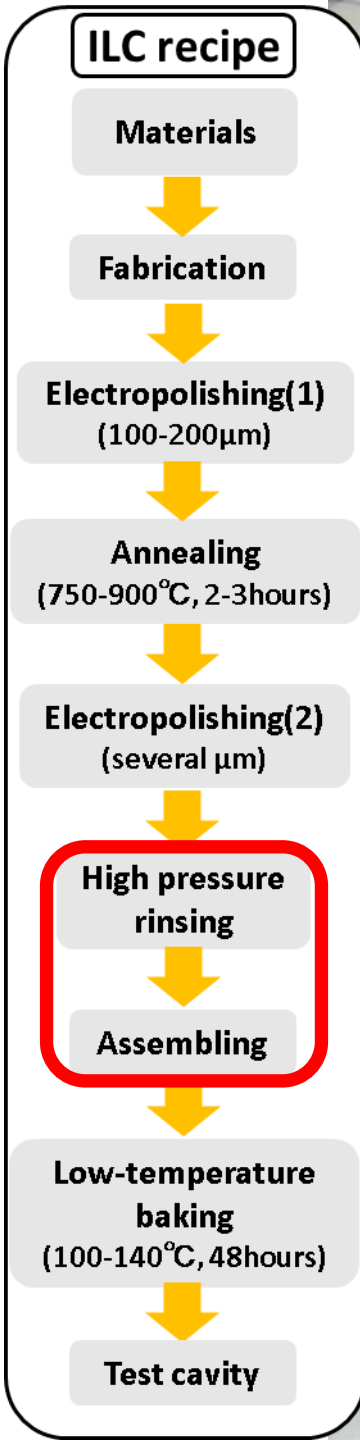 ILC recipe
Materials
Fabrication
Electropolishing(1)
(100-200μm)
Annealing
(750-900℃, 2-3hours)
Electropolishing(2)
(several μm)
High pressure
rinsing
Assembling
Low-temperature
baking
(100-140℃, 48hours)
Test cavity